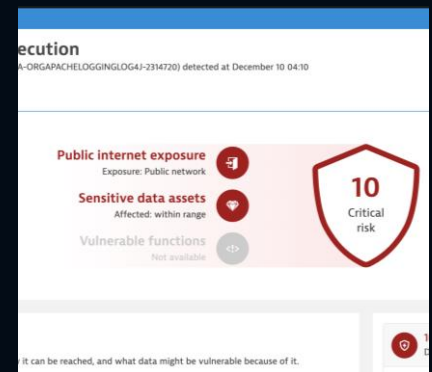 ecution
A-ORGAPACHELOGGINGLOG4J-2314720) detected at December 10 04:10
Public internet exposure
Exposure: Public network
Sensitive data assets
Affected: within range
Vulnerable functions
Not available
10
Critical
risk
it can be reached, and what data might be vulnerable because of it.